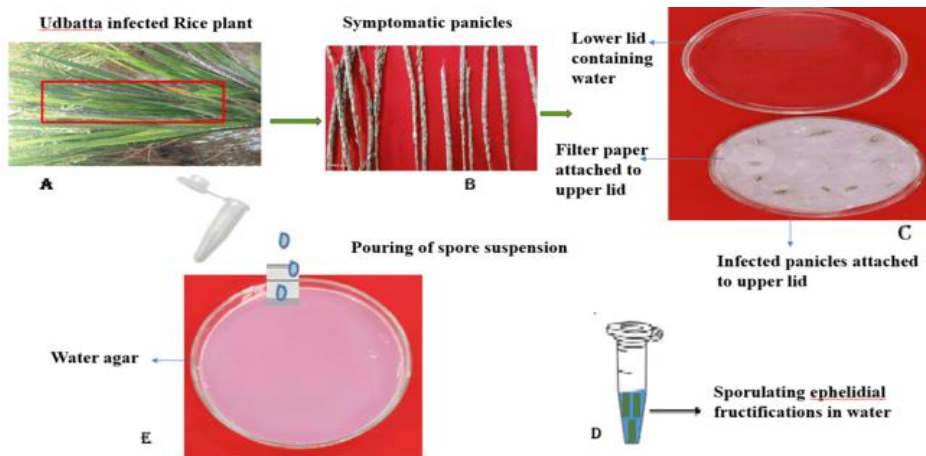 Udbatta infected Rice plant
Symptomatic panicles
Lower lid
containing
water
Filter paper
attached to
upper lid
A
B
C
Infected panicles attached
to upper lid
Pouring of spore suspension
Water agar
E
D
Sporulating ephelidial
fructifications in water